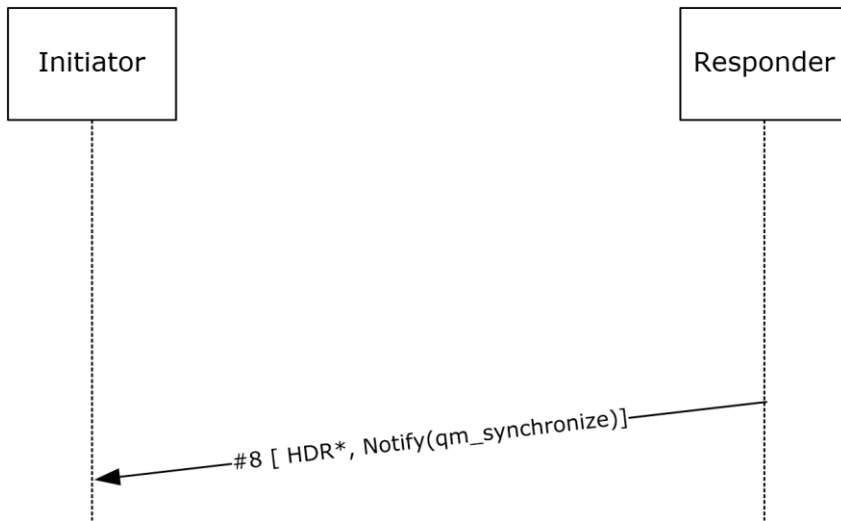 Initiator
Responder
#8 [ HDR*, Notify(qm_synchronize)]